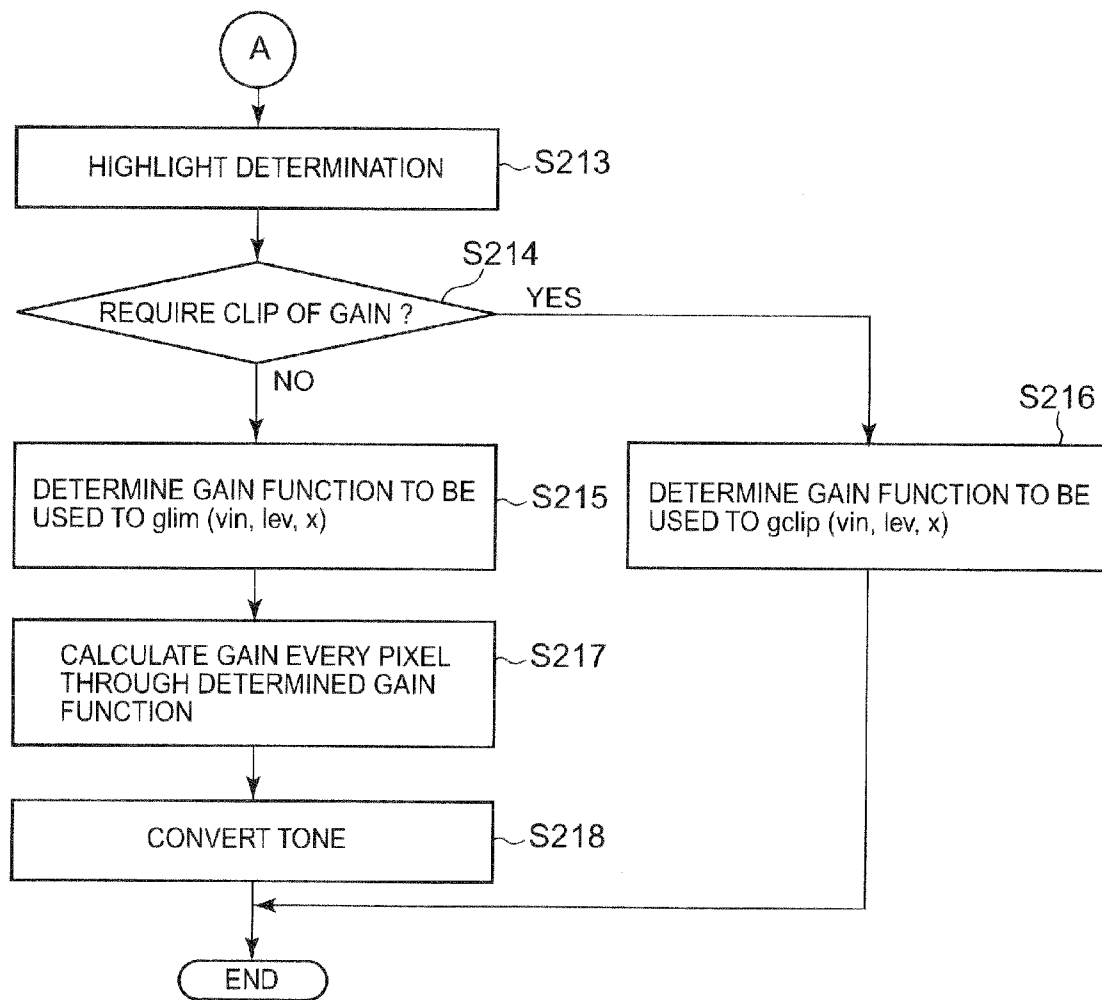 A
HIGHLIGHT DETERMINATION
S213
S214
REQUIRE CLIP OF GAIN ?
YES
NO
S216
DETERMINE GAIN FUNCTION TO BE
USED TO glim (vin, lev, x)
S215
DETERMINE GAIN FUNCTION TO BE
USED TO gclip (vin, lev, x)
CALCULATE GAIN EVERY PIXEL
THROUGH DETERMINED GAIN
FUNCTION
S217
CONVERT TONE
S218
END